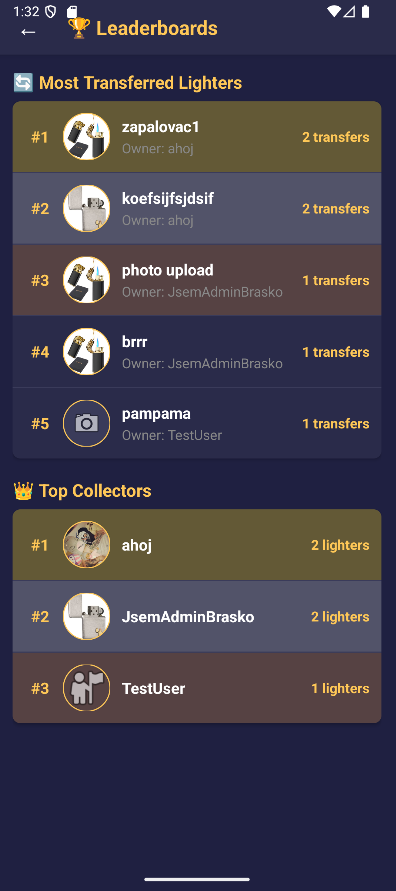 1:32
← 🏆 Leaderboards
🔄 Most Transferred Lighters
#1 zapalovac1 2 transfers
Owner: ahoj
#2 koefsijfsjdsif 2 transfers
Owner: ahoj
#3 photo upload 1 transfers
Owner: JsemAdminBrasko
#4 brrr 1 transfers
Owner: JsemAdminBrasko
#5 pampama 1 transfers
Owner: TestUser
👑 Top Collectors
#1 ahoj 2 lighters
#2 JsemAdminBrasko 2 lighters
#3 TestUser 1 lighters